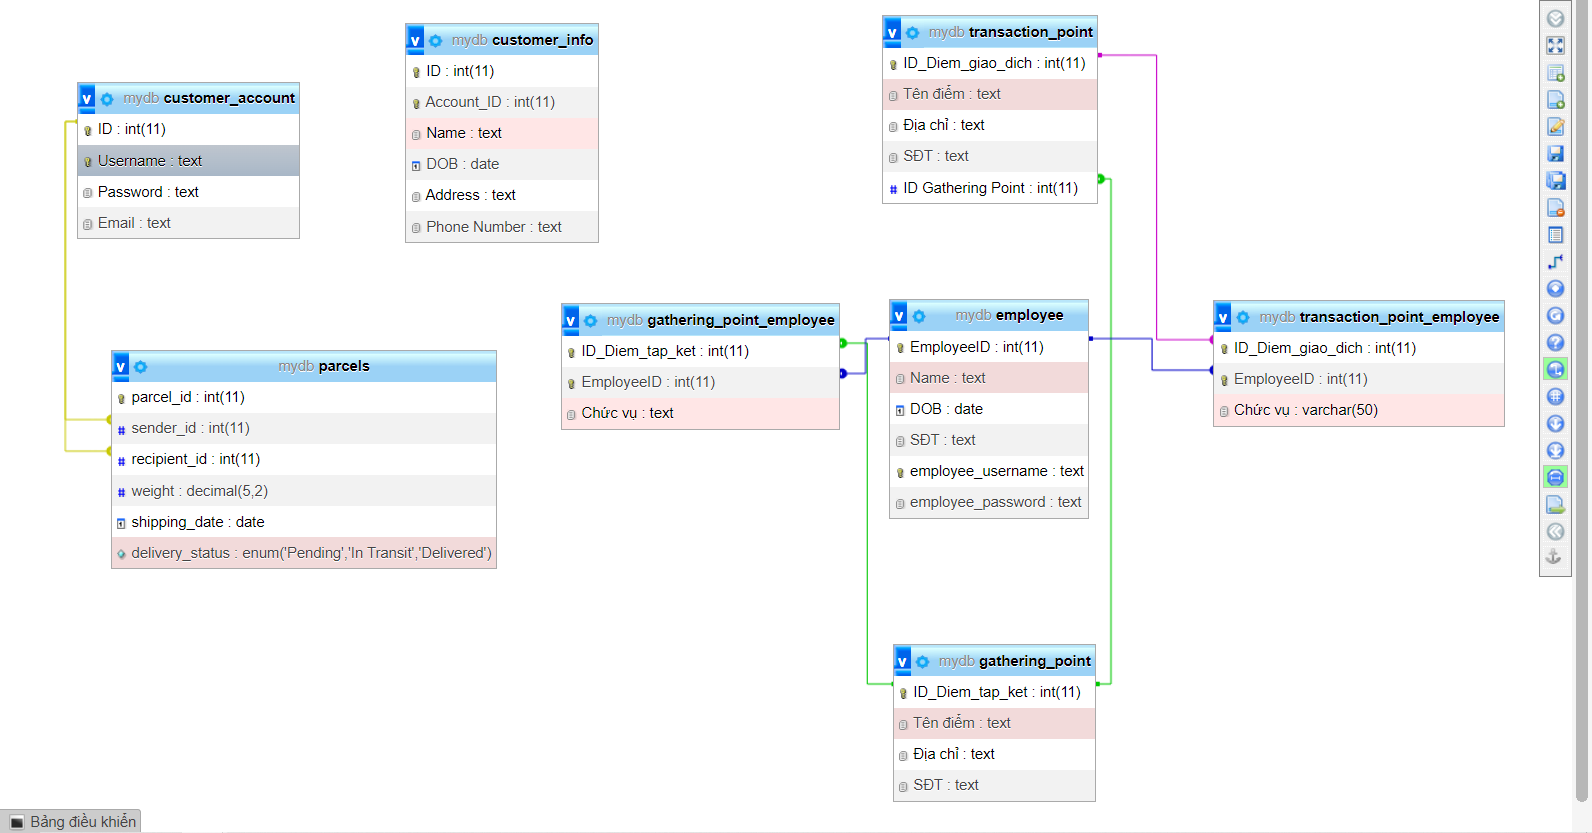 v mydb customer_account
ID : int(11)
Username : text
Password : text
Email : text
v mydb customer_info
ID : int(11)
Account_ID : int(11)
Name : text
DOB : date
Address : text
Phone Number : text
v mydb transaction_point
ID_Diem_giao_dich : int(11)
Tên điểm : text
Địa chỉ : text
SĐT : text
# ID Gathering Point : int(11)
v mydb parcels
parcel_id : int(11)
# sender_id : int(11)
# recipient_id : int(11)
# weight : decimal(5,2)
shipping_date : date
delivery_status : enum('Pending','In Transit','Delivered')
v mydb gathering_point_employee
ID_Diem_tap_ket : int(11)
EmployeeID : int(11)
Chức vụ : text
v mydb employee
EmployeeID : int(11)
Name : text
DOB : date
SĐT : text
employee_username : text
employee_password : text
v mydb transaction_point_employee
ID_Diem_giao_dich : int(11)
EmployeeID : int(11)
Chức vụ : varchar(50)
v mydb gathering_point
ID_Diem_tap_ket : int(11)
Tên điểm : text
Địa chỉ : text
SĐT : text
Bảng điều khiển